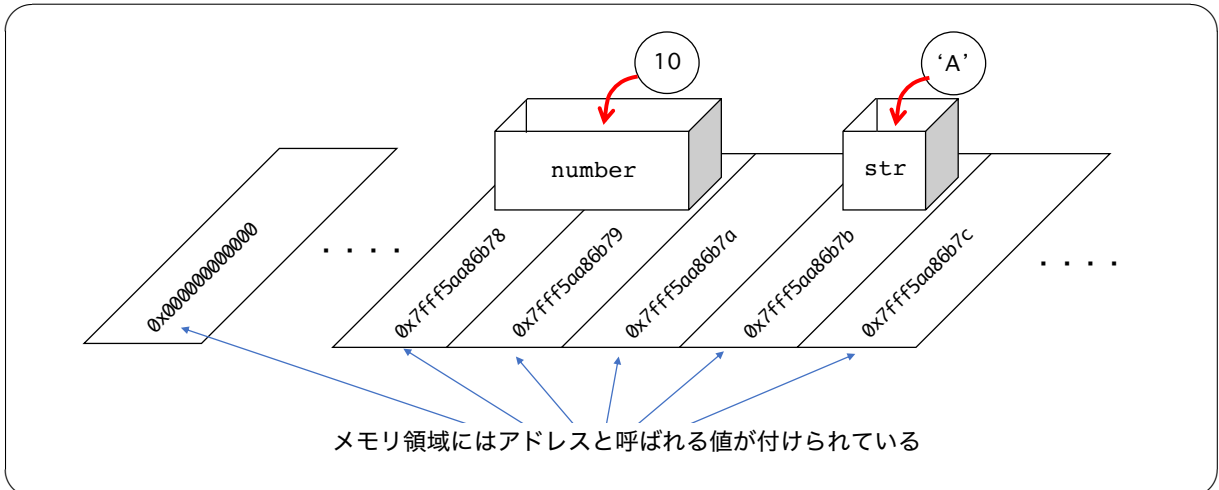 10
'A'
number
str
0x000000000000
・・・・
0x7fff5aa86b78
0x7fff5aa86b79
0x7fff5aa86b7a
0x7fff5aa86b7b
0x7fff5aa86b7c
・・・・
メモリ領域にはアドレスと呼ばれる値が付けられている